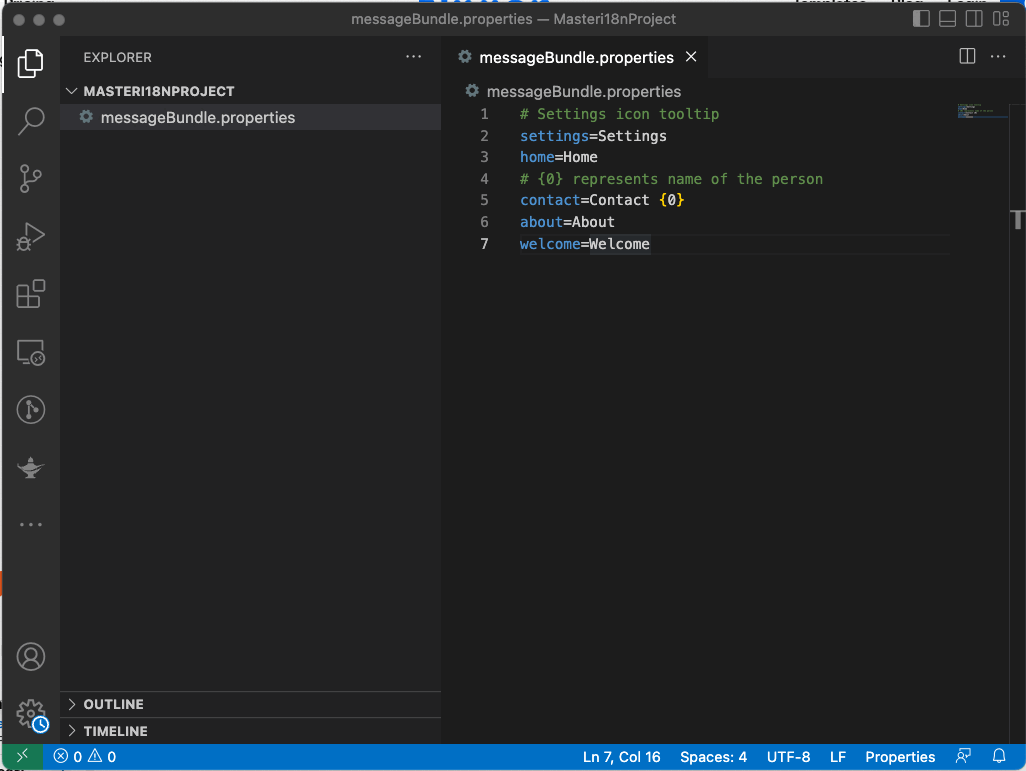 messageBundle.properties — Masteri18nProject
EXPLORER
MASTERI18NPROJECT
messageBundle.properties
OUTLINE
TIMELINE
messageBundle.properties
messageBundle.properties
1 # Settings icon tooltip
2 settings=Settings
3 home=Home
4 # {0} represents name of the person
5 contact=Contact {0}
6 about=About
7 welcome=Welcome
0 0
Ln 7, Col 16 Spaces: 4 UTF-8 LF Properties